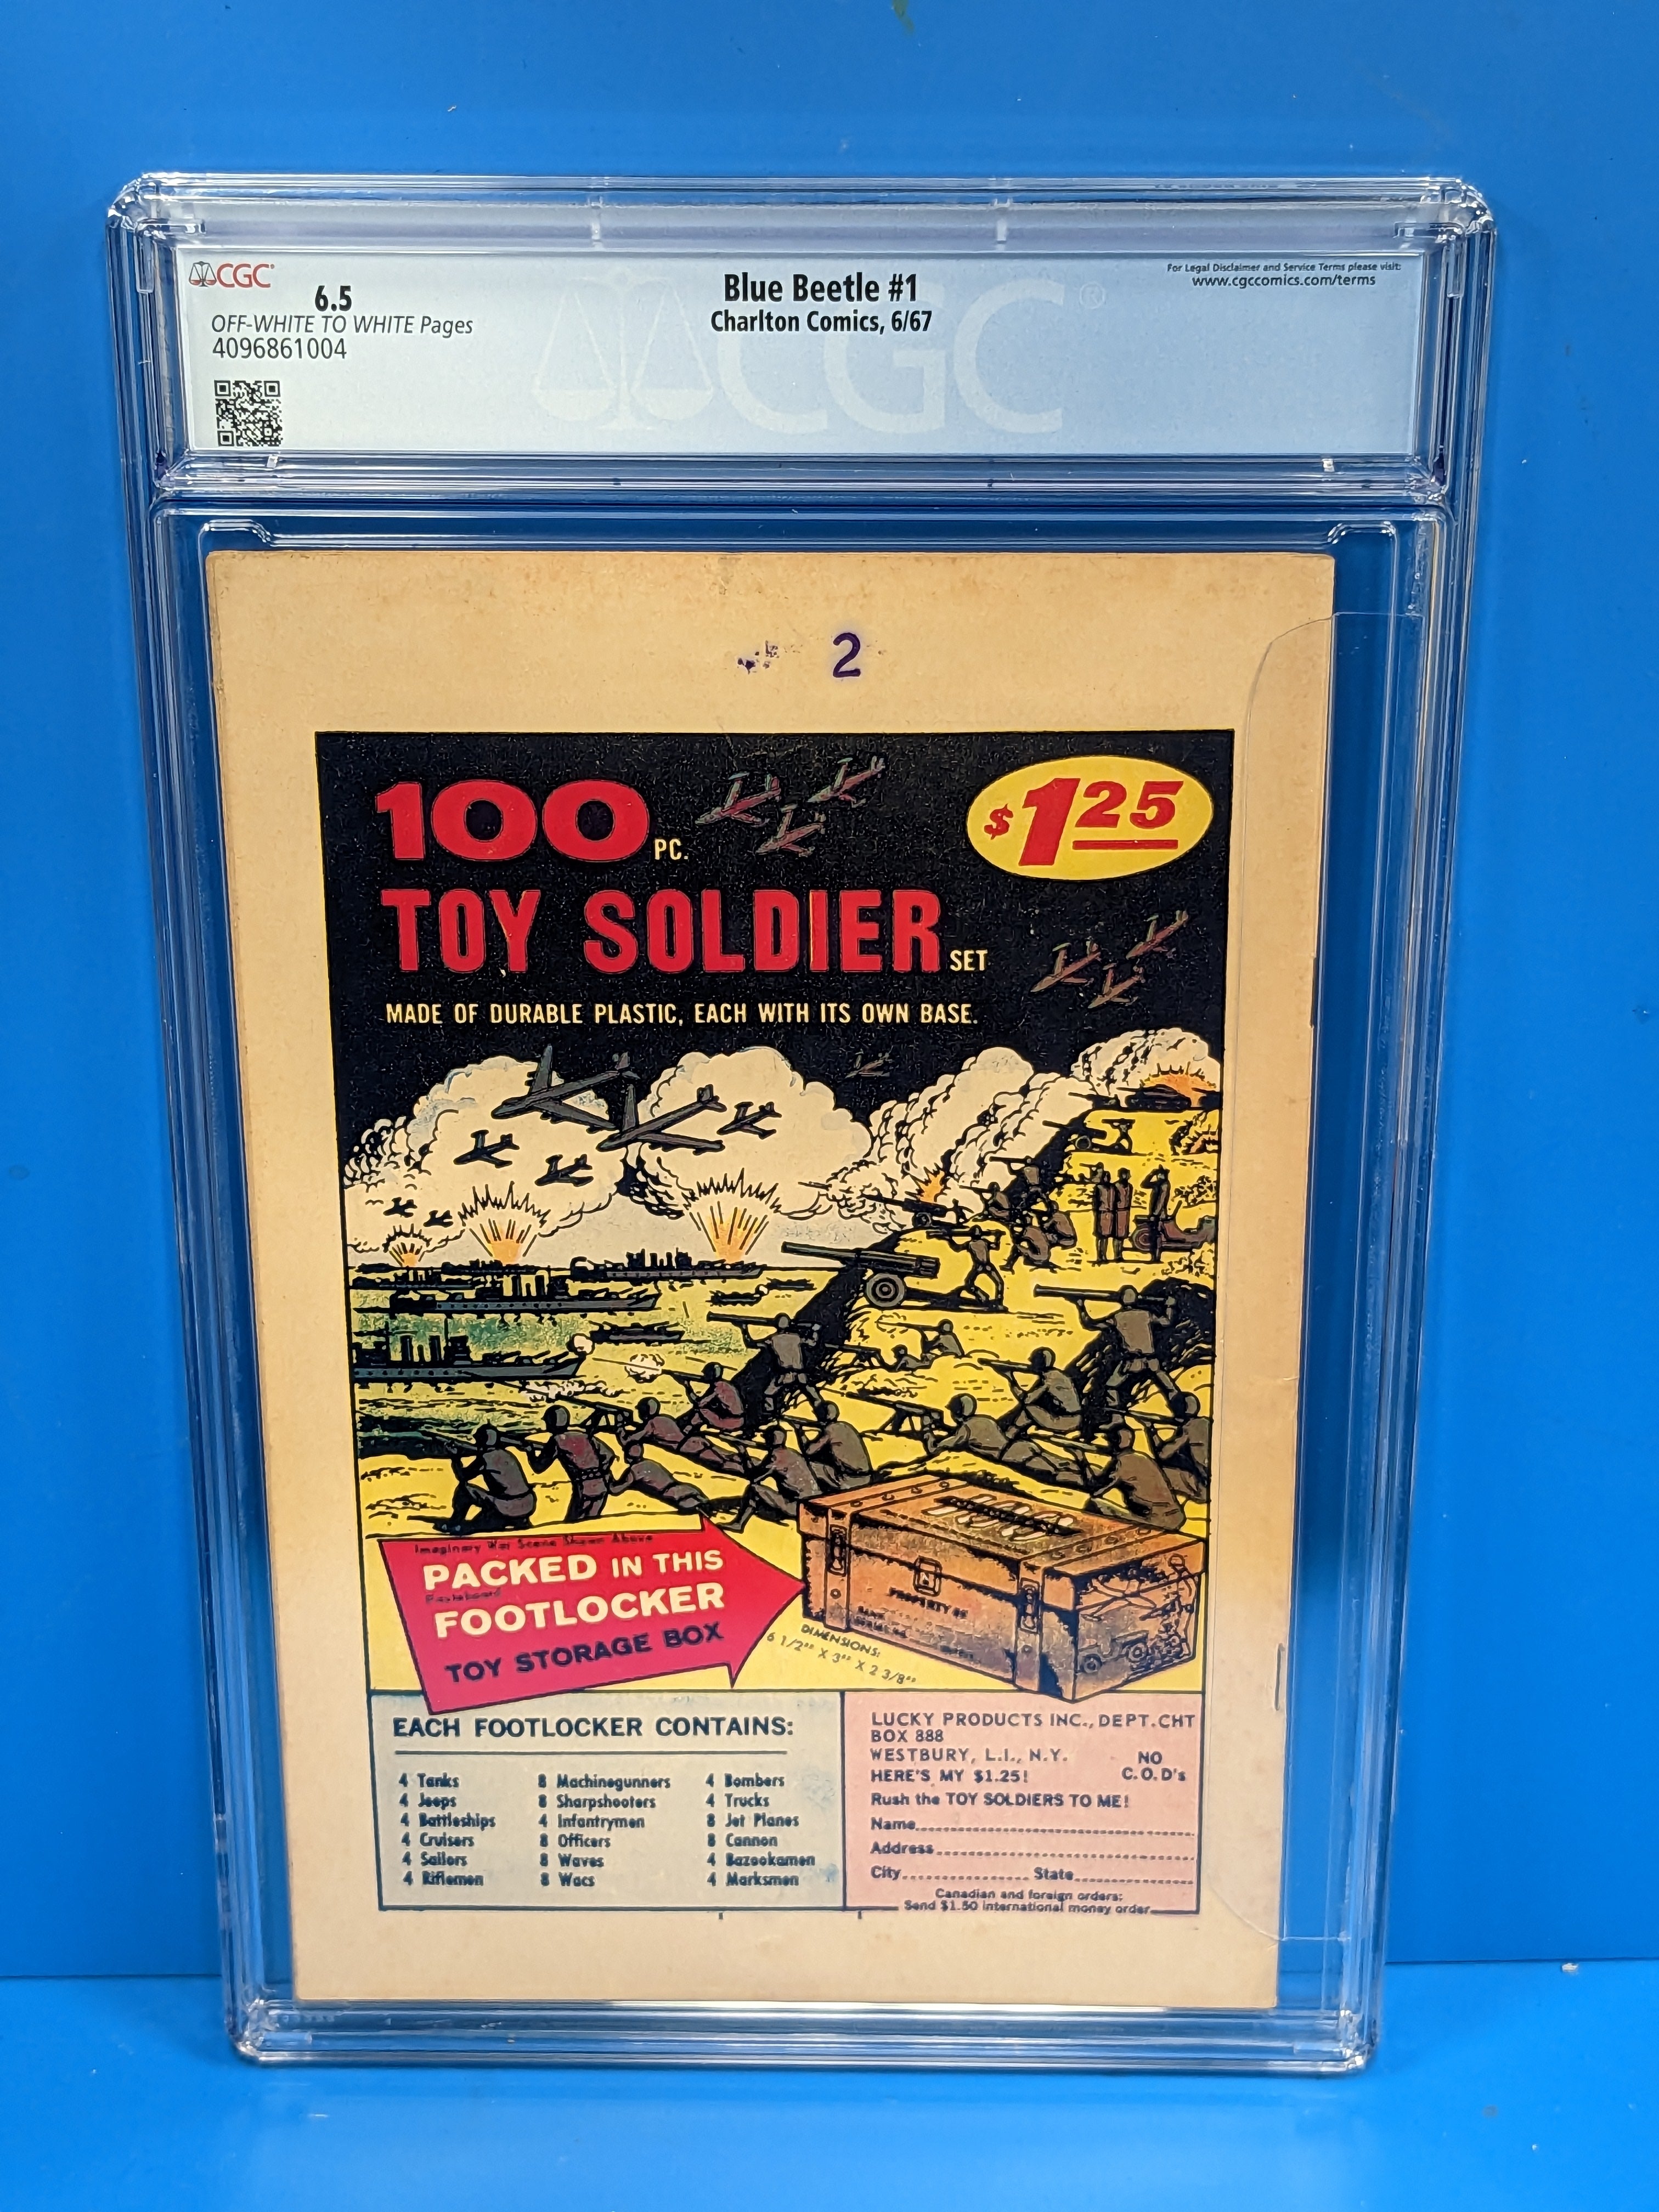 CGC
6.5
OFF-WHITE TO WHITE Pages
4096861004
Blue Beetle #1
Charlton Comics, 6/67
For Legal Disclaimer and Service Terms please visit:
www.cgccomics.com/terms
CGC®
2
100 PC.
$1.25
TOY SOLDIER SET
MADE OF DURABLE PLASTIC, EACH WITH ITS OWN BASE.
Imaginary War Scene Shown Above
PACKED IN THIS
FOOTLOCKER
TOY STORAGE BOX
PROPERTY OF
DIMENSIONS:
6 1/2" X 3" X 2 3/8"
EACH FOOTLOCKER CONTAINS:
4 Tanks
4 Jeeps
4 Battleships
4 Cruisers
4 Sailors
4 Riflemen
8 Machinegunners
8 Sharpshooters
4 Infantrymen
8 Officers
8 Waves
8 Wacs
4 Bombers
4 Trucks
8 Jet Planes
8 Cannon
4 Bazookamen
4 Marksmen
LUCKY PRODUCTS INC., DEPT.CHT
BOX 888
WESTBURY, L.I., N.Y.
HERE'S MY $1.25!
NO
C.O.D's
Rush the TOY SOLDIERS TO ME!
Name
Address
City State
Canadian and foreign orders:
Send $1.50 international money order